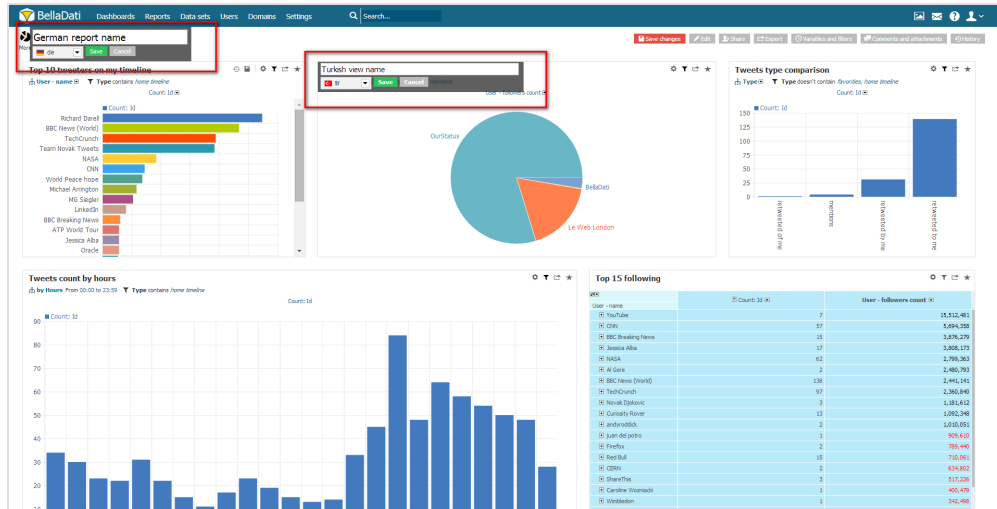 BellaDati Dashboards Reports Data sets Users Domains Settings Search...
German report name
de Save Cancel
Save changes Edit Share Export Variables and filters Comments and attachments History
Top 10 tweeters on my timeline
User - name Type contains home timeline
Count: Id
Count: Id
Richard Darell
BBC News (World)
TechCrunch
Team Novak Tweets
NASA
CNN
World Peace hope
Michael Arrington
MG Siegler
LinkedIn
BBC Breaking News
ATP World Tour
Jessica Alba
Oracle
Turkish view name
tr Save Cancel
User - followers count
OurStatus
BellaDati
Le Web London
Tweets type comparison
Type Type doesn't contain favorities, home timeline
Count: Id
Count: Id
150
125
100
75
50
25
0
retweeted of me
mentions
retweeted by me
retweeted to me
Tweets count by hours
by Hours From 00:00 to 23:59 Type contains home timeline
Count: Id
Count: Id
90
80
70
60
50
40
30
20
10
Top 15 following
Count: Id User - followers count
User - name
YouTube 7 15,512,481
CNN 57 5,694,358
BBC Breaking News 15 3,876,279
Jessica Alba 17 3,808,173
NASA 62 2,799,363
Al Gore 2 2,480,793
BBC News (World) 138 2,441,141
TechCrunch 97 2,360,840
Novak Djokovic 3 1,181,612
Curiosity Rover 13 1,092,348
andyroddick 2 1,010,051
juan del potro 1 909,610
Firefox 2 789,440
Red Bull 15 710,061
CERN 2 634,802
ShareThis 3 517,226
Caroline Wozniacki 1 400,479
Wimbledon 1 342,498